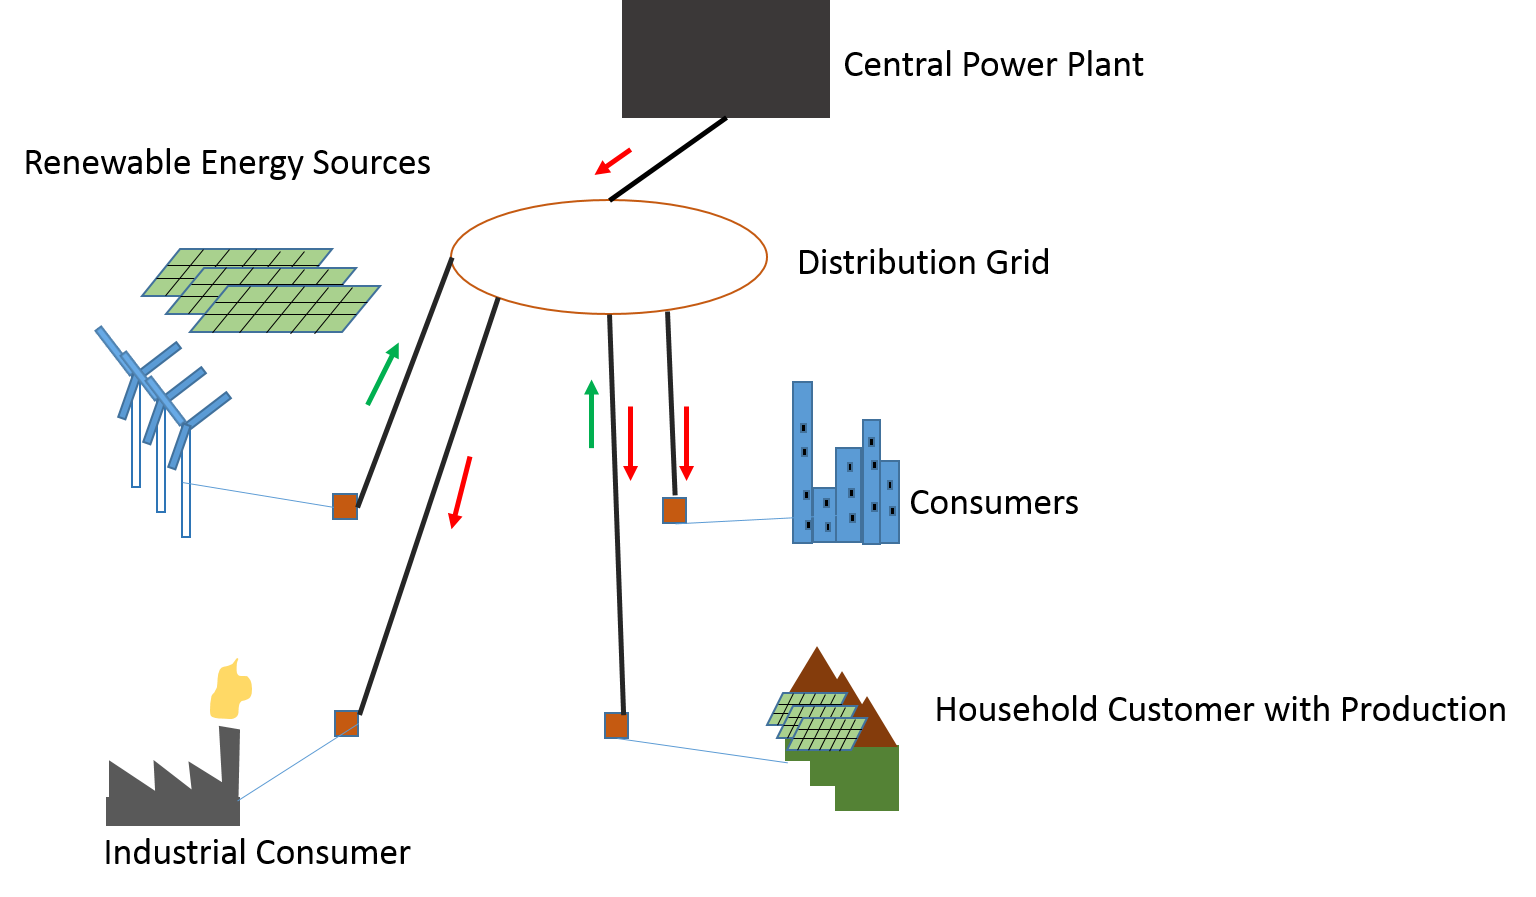 Central Power Plant
Renewable Energy Sources
Distribution Grid
Consumers
Household Customer with Production
Industrial Consumer